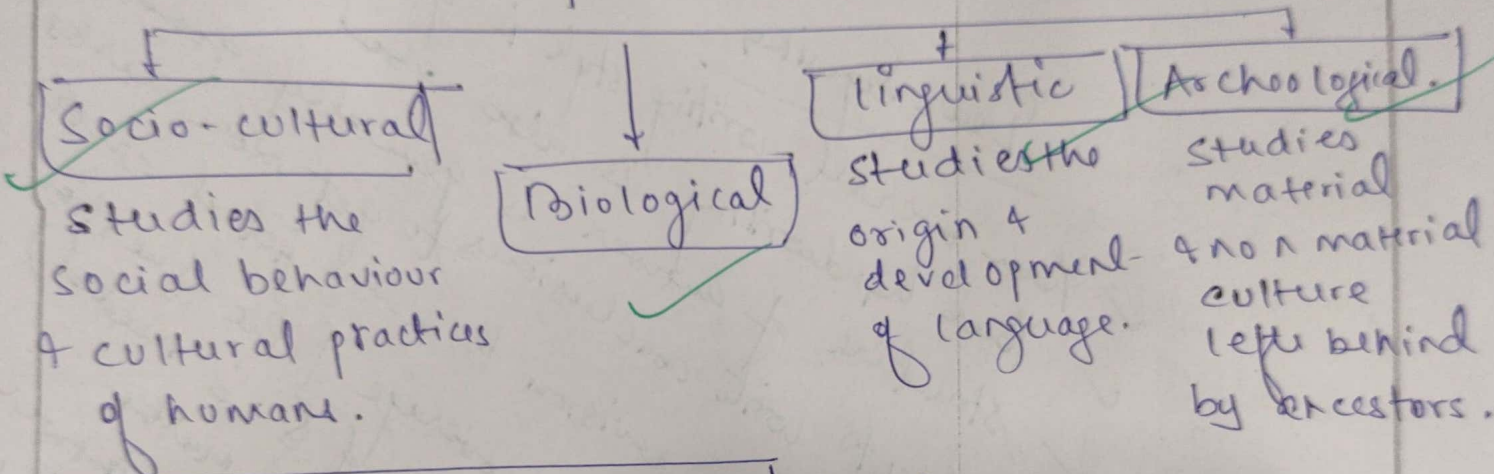 Socio-cultural
studies the
social behaviour
& cultural practices
of humans.
Biological
linguistic
studies the
origin &
development
of language.
Archoological.
studies
material
& non material
culture
left behind
by ancestors.